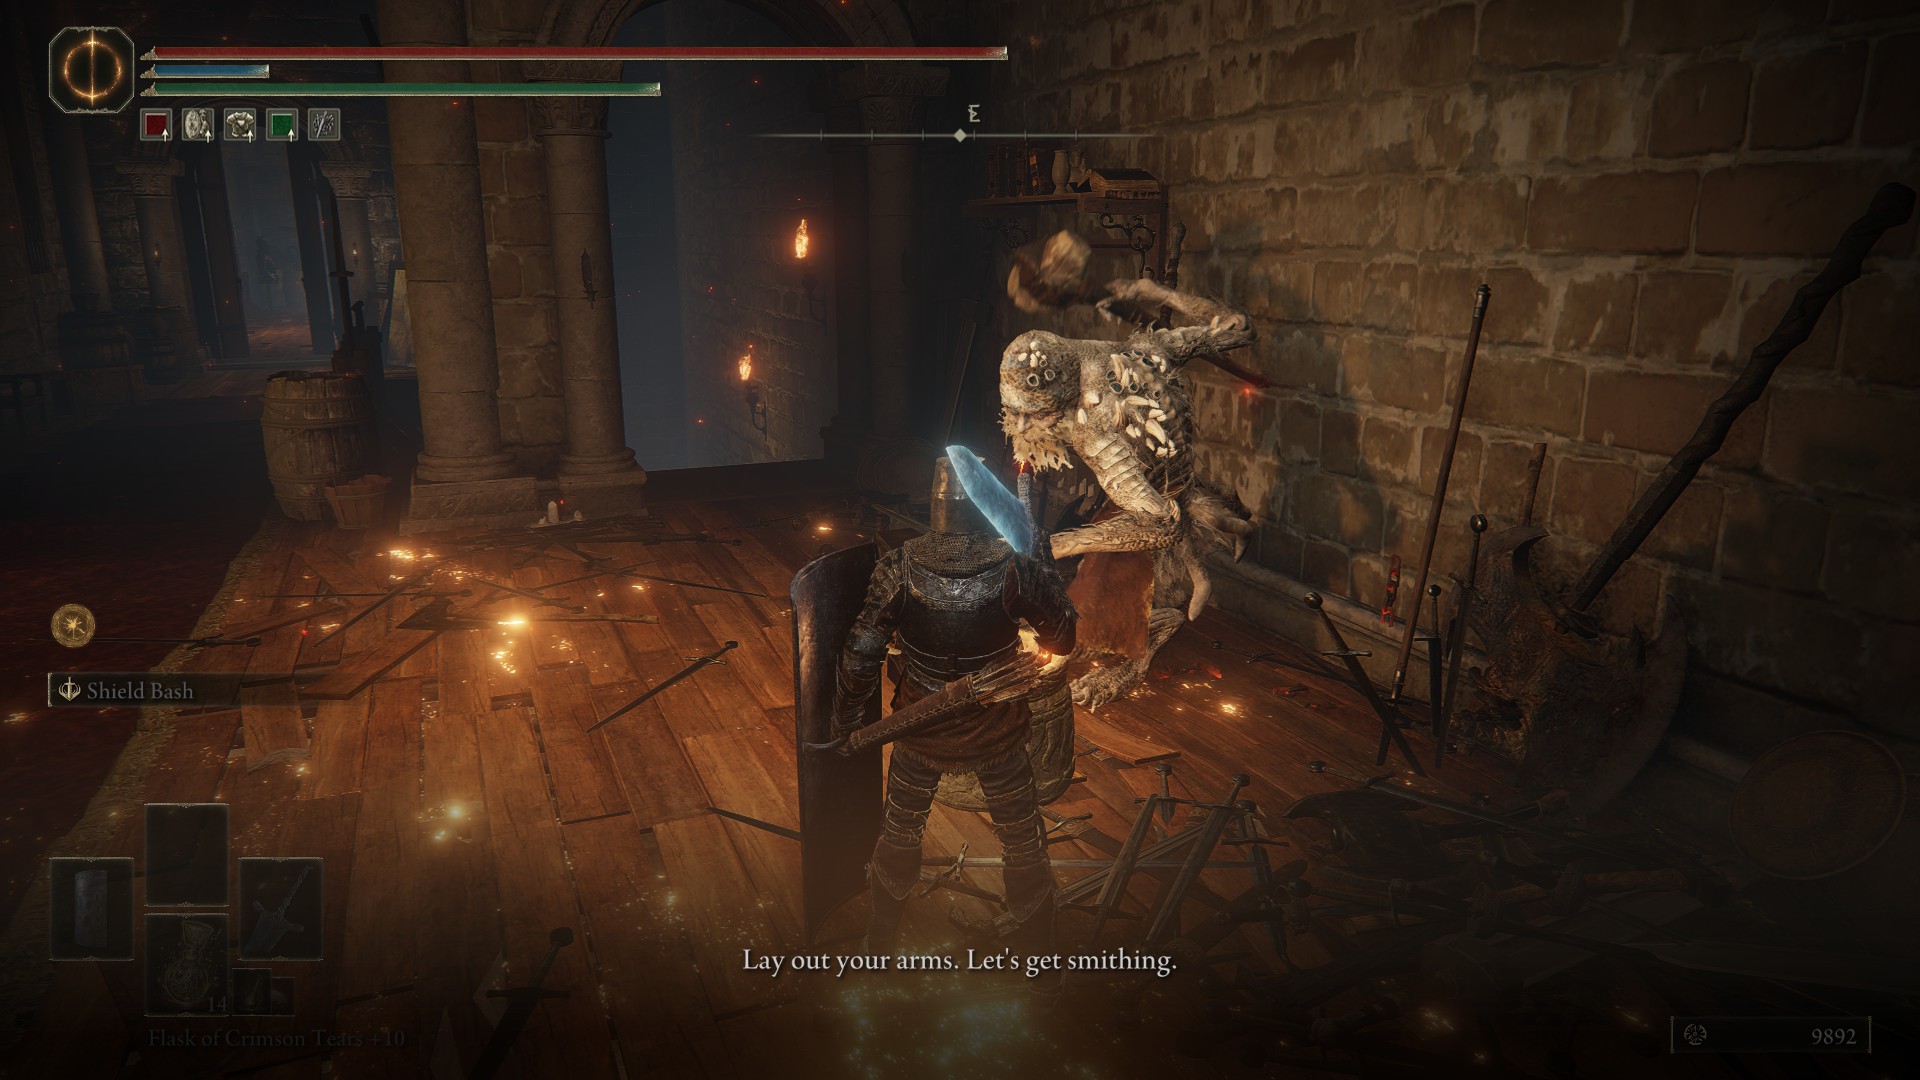 E
Shield Bash
Lay out your arms. Let's get smithing.
14
Flask of Crimson Tears +10
9892